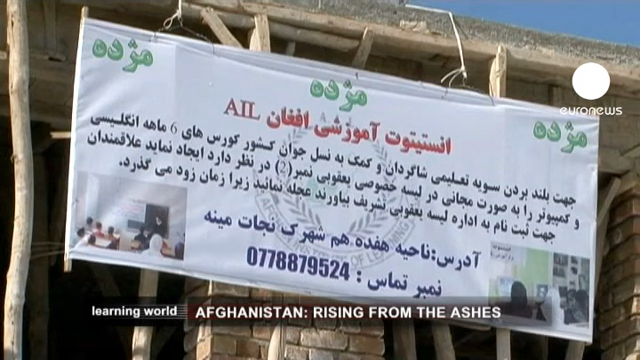 مژده مژده مژده
انستیتوت آموزشی افغان AIL
جهت بلند بردن سویه تعلیمی شاگردان و کمک به نسل جوان کشور کورس های 6 ماهه انگلیسی
و کمپیوتر را به صورت مجانی در لیسه خصوصی یعقوبی نمبر(2) در نظر دارد ایجاد نماید علاقمندان
جهت ثبت نام به اداره لیسه یعقوبی تشریف بیاورند عجله نمائید زیرا زمان زود می گذرد.
آدرس:ناحیه هفده هم شهرک نجات مینه
نمبر تماس : 0778879524
euronews
learning world AFGHANISTAN: RISING FROM THE ASHES